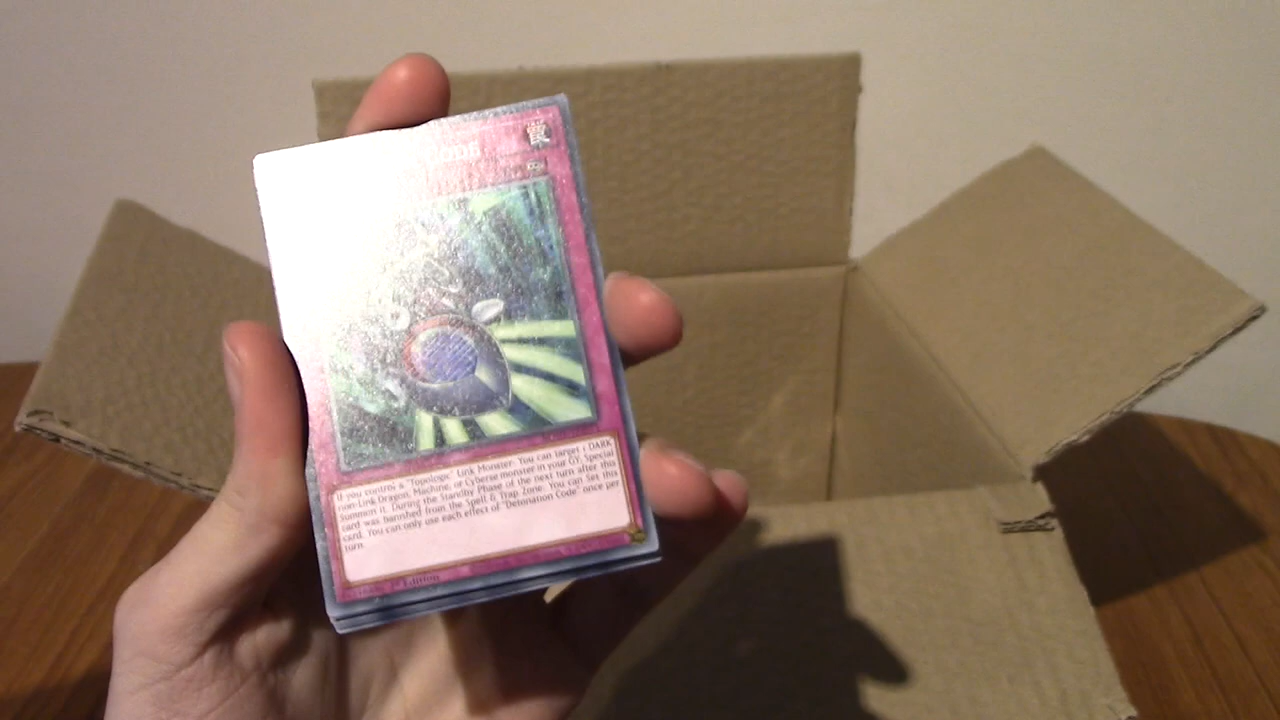 CODE
If you control a "Topologic" Link Monster: You can target 1 DARK
non-Link Dragon, Machine, or Cyberse monster in your GY; Special
Summon it. During the Standby Phase of the next turn after this
card was banished from the Spell & Trap Zone: You can Set this
card. You can only use each effect of "Detonation Code" once per
turn.
1st Edition